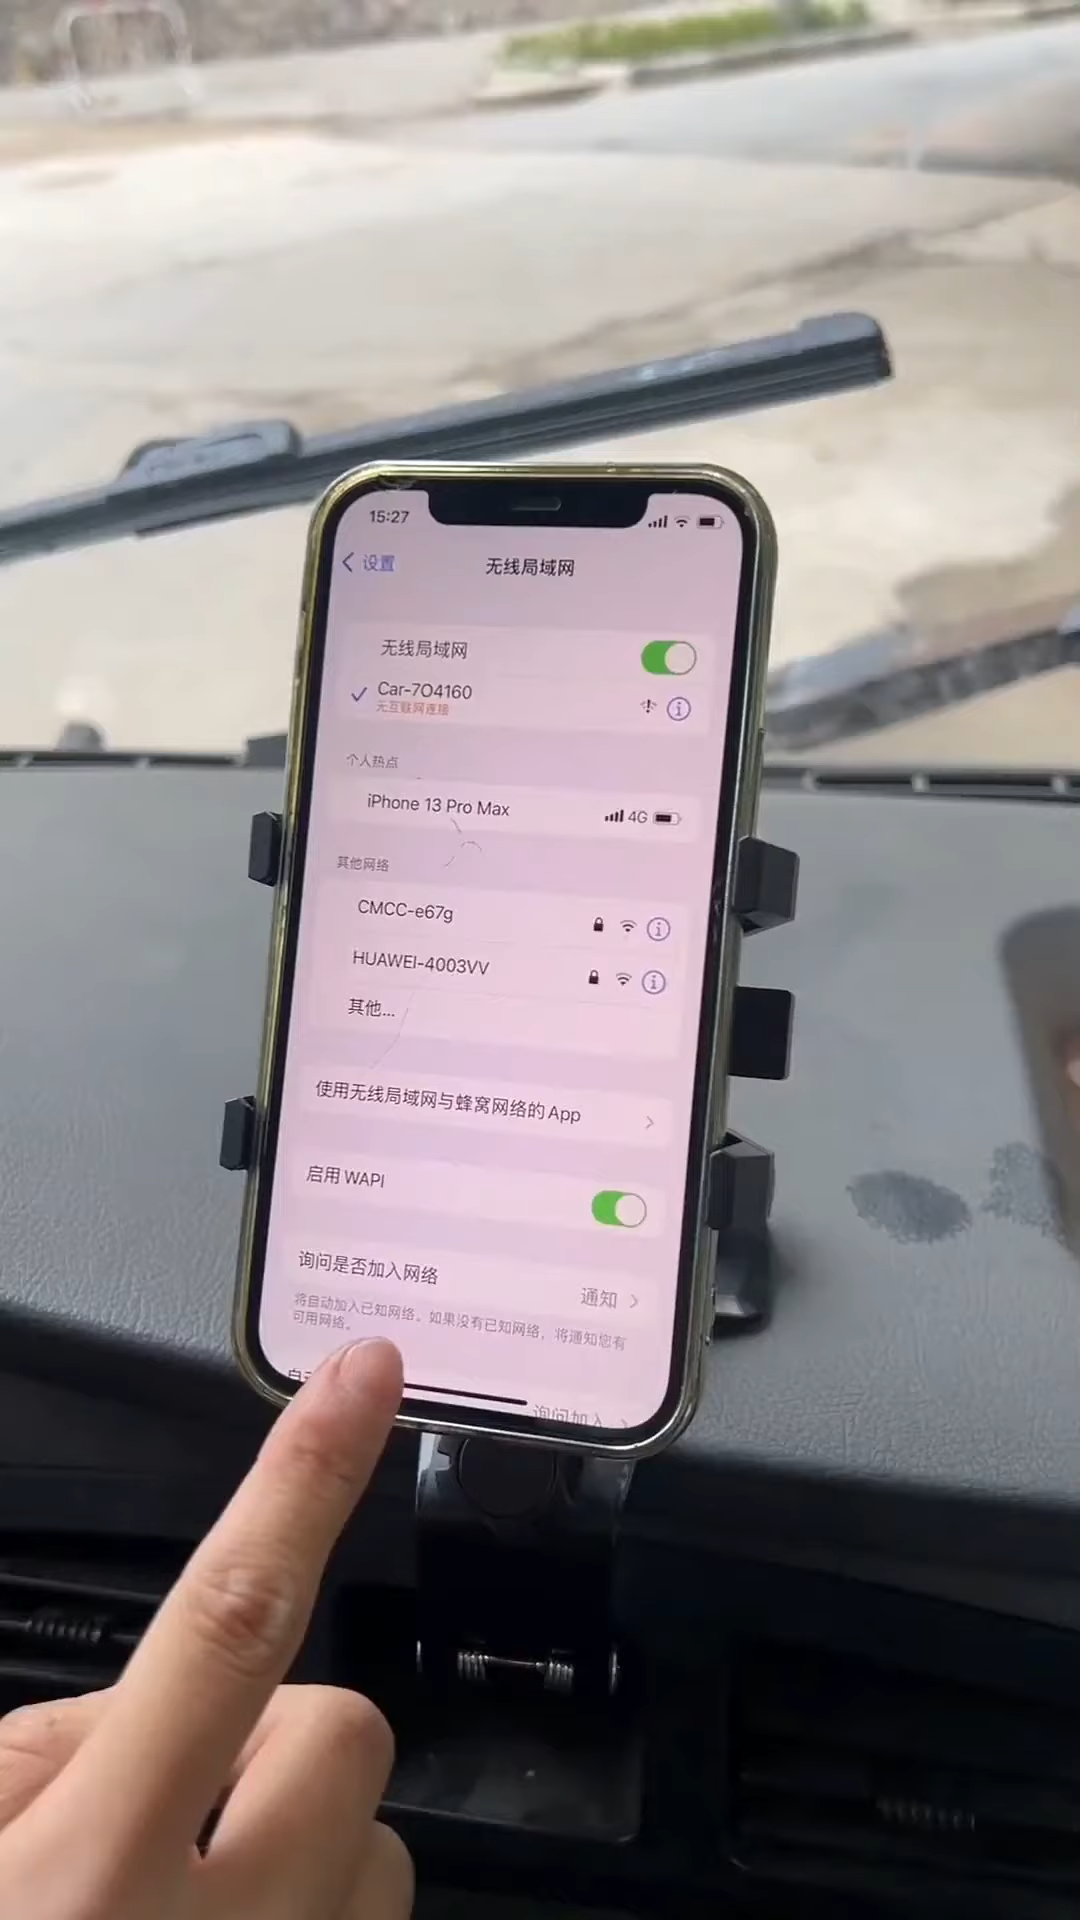 15:27
设置
无线局域网
无线局域网
Car-7O4160
无互联网连接
个人热点
iPhone 13 Pro Max
4G
其他网络
CMCC-e67g
HUAWEI-4003VV
其他...
使用无线局域网与蜂窝网络的App
启用 WAPI
询问是否加入网络
通知
将自动加入已知网络。如果没有已知网络，将通知您有
可用网络。
询问加入